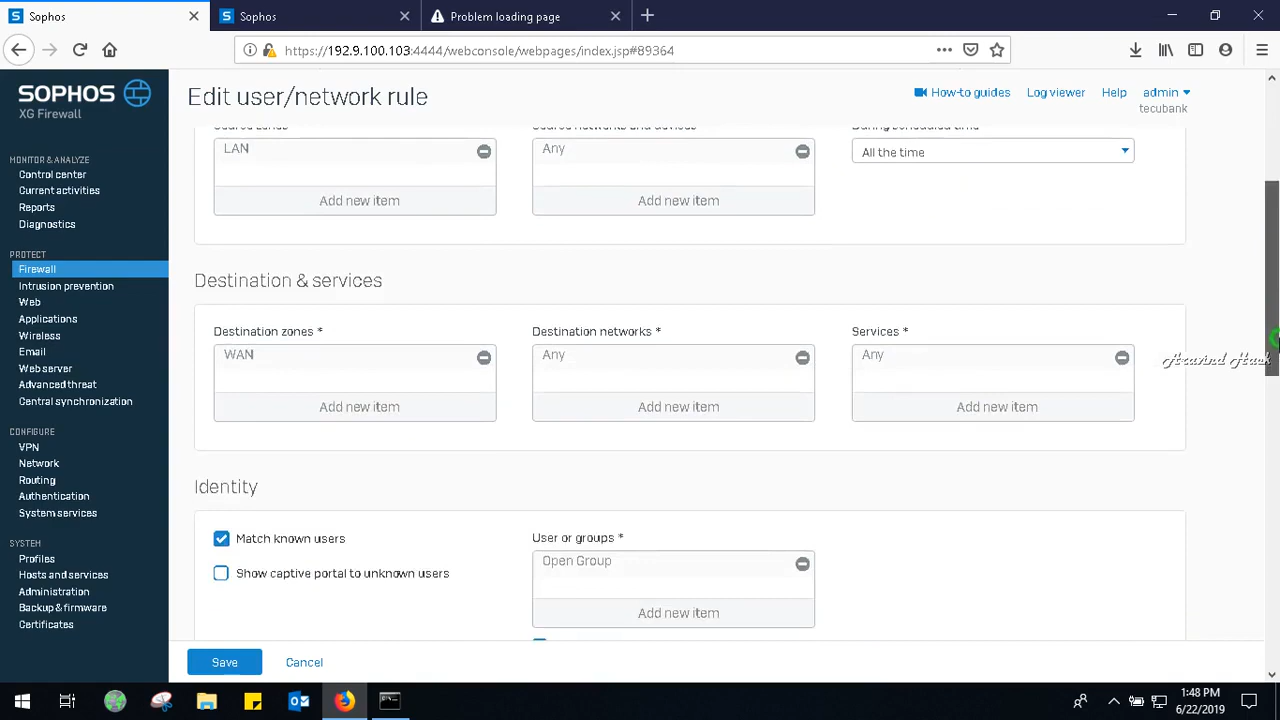 Sophos
Sophos
Problem loading page
https://192.9.100.103:4444/webconsole/webpages/index.jsp#89364
SOPHOS
XG Firewall
Edit user/network rule
How-to guides
Log viewer
Help
admin
tecubank
MONITOR & ANALYZE
Control center
Current activities
Reports
Diagnostics
PROTECT
Firewall
Intrusion prevention
Web
Applications
Wireless
Email
Web server
Advanced threat
Central synchronization
CONFIGURE
VPN
Network
Routing
Authentication
System services
SYSTEM
Profiles
Hosts and services
Administration
Backup & firmware
Certificates
LAN
Add new item
Any
Add new item
During scheduled time
All the time
Destination & services
Destination zones *
WAN
Add new item
Destination networks *
Any
Add new item
Services *
Any
Add new item
Aravind Hack
Identity
Match known users
Show captive portal to unknown users
User or groups *
Open Group
Add new item
Save
Cancel
1:48 PM
6/22/2019